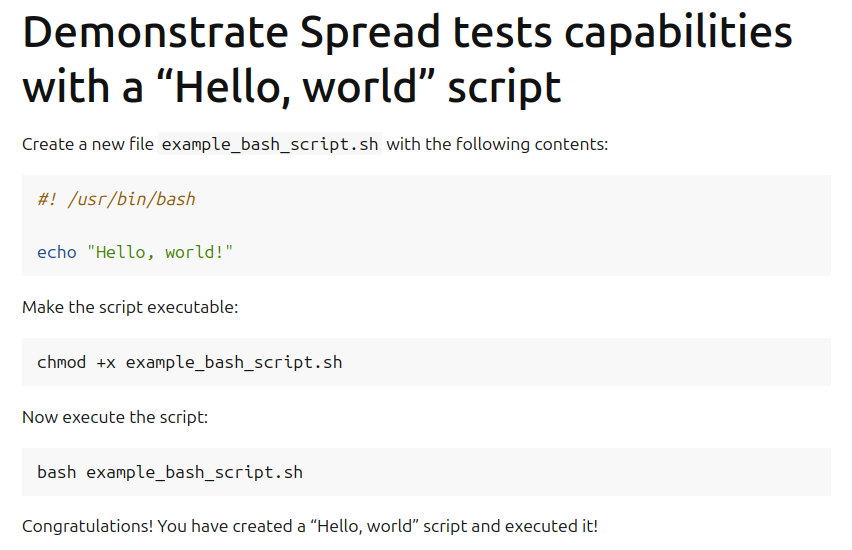 Demonstrate Spread tests capabilities
with a “Hello, world” script
Create a new file example_bash_script.sh with the following contents:
#! /usr/bin/bash
echo "Hello, world!"
Make the script executable:
chmod +x example_bash_script.sh
Now execute the script:
bash example_bash_script.sh
Congratulations! You have created a “Hello, world” script and executed it!